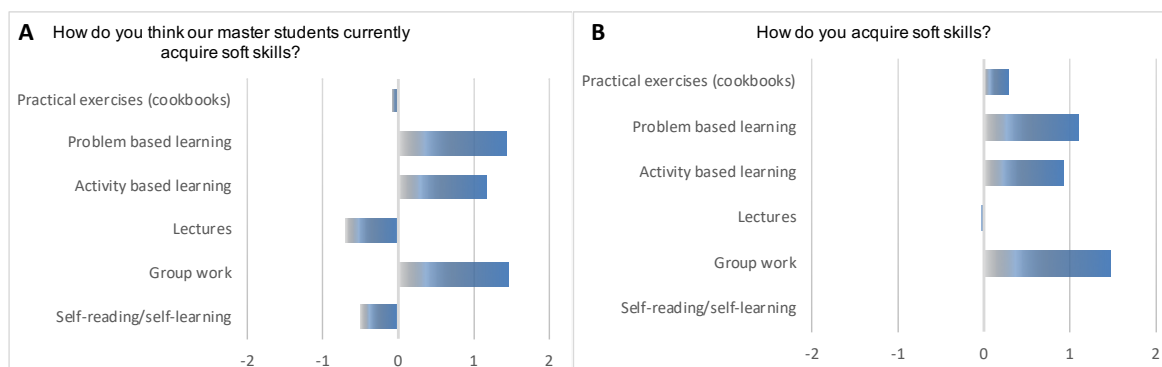 A How do you think our master students currently
acquire soft skills?
Practical exercises (cookbooks)
Problem based learning
Activity based learning
Lectures
Group work
Self-reading/self-learning
-2 -1 0 1 2
B How do you acquire soft skills?
Practical exercises (cookbooks)
Problem based learning
Activity based learning
Lectures
Group work
Self-reading/self-learning
-2 -1 0 1 2